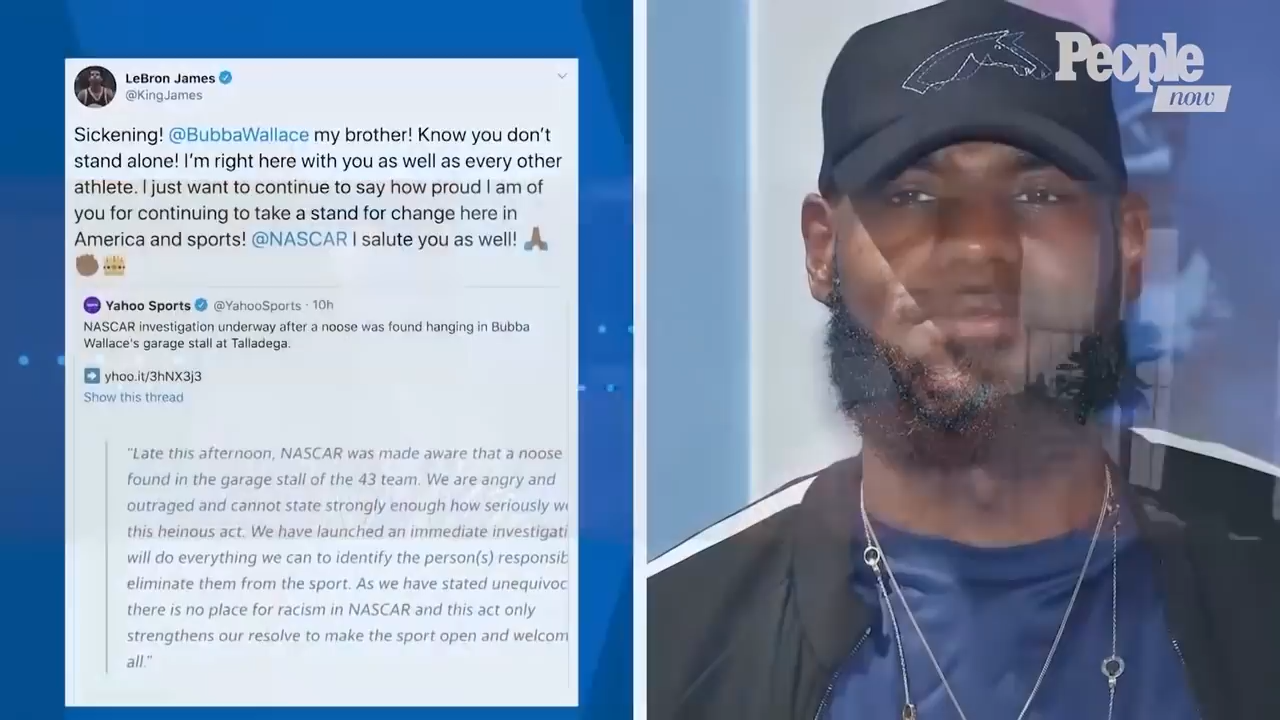 LeBron James
@KingJames
Sickening! @BubbaWallace my brother! Know you don't
stand alone! I'm right here with you as well as every other
athlete. I just want to continue to say how proud I am of
you for continuing to take a stand for change here in
America and sports! @NASCAR I salute you as well! 🙏🏾
✊🏾👑
Yahoo Sports @YahooSports · 10h
NASCAR investigation underway after a noose was found hanging in Bubba
Wallace's garage stall at Talladega.
➡️ yhoo.it/3hNX3j3
Show this thread
"Late this afternoon, NASCAR was made aware that a noose
found in the garage stall of the 43 team. We are angry and
outraged and cannot state strongly enough how seriously w
this heinous act. We have launched an immediate investigati
will do everything we can to identify the person(s) responsib
eliminate them from the sport. As we have stated unequivoc
there is no place for racism in NASCAR and this act only
strengthens our resolve to make the sport open and welcom
all."
People
now